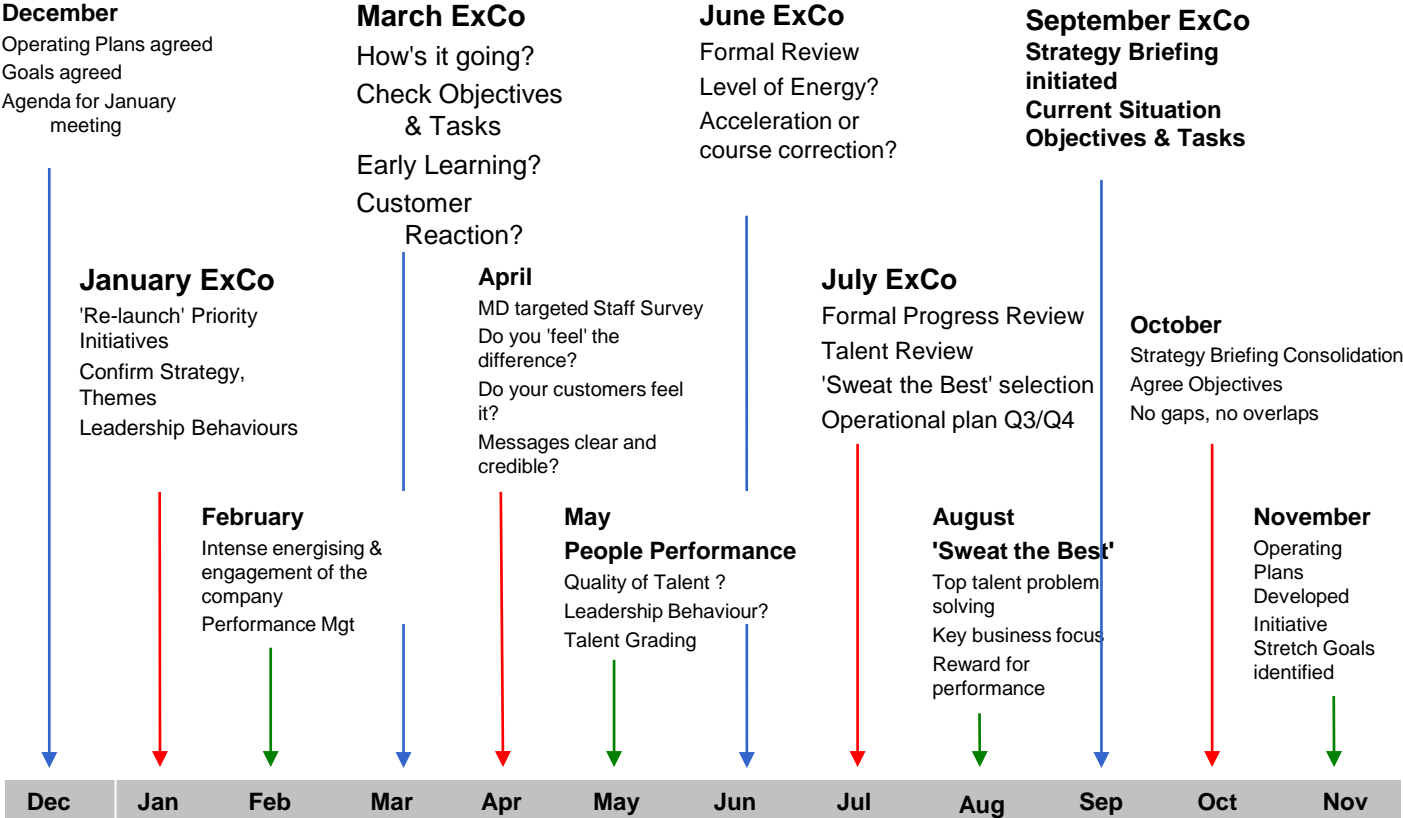 December
Operating Plans agreed
Goals agreed
Agenda for January
meeting
March ExCo
How's it going?
Check Objectives
& Tasks
Early Learning?
Customer
Reaction?
June ExCo
Formal Review
Level of Energy?
Acceleration or
course correction?
September ExCo
Strategy Briefing
initiated
Current Situation
Objectives & Tasks
January ExCo
'Re-launch' Priority
Initiatives
Confirm Strategy,
Themes
Leadership Behaviours
April
MD targeted Staff Survey
Do you 'feel' the
difference?
Do your customers feel
it?
Messages clear and
credible?
July ExCo
Formal Progress Review
Talent Review
'Sweat the Best' selection
Operational plan Q3/Q4
October
Strategy Briefing Consolidation
Agree Objectives
No gaps, no overlaps
February
Intense energising &
engagement of the
company
Performance Mgt
May
People Performance
Quality of Talent ?
Leadership Behaviour?
Talent Grading
August
'Sweat the Best'
Top talent problem
solving
Key business focus
Reward for
performance
November
Operating
Plans
Developed
Initiative
Stretch Goals
identified
Dec Jan Feb Mar Apr May Jun Jul Aug Sep Oct Nov